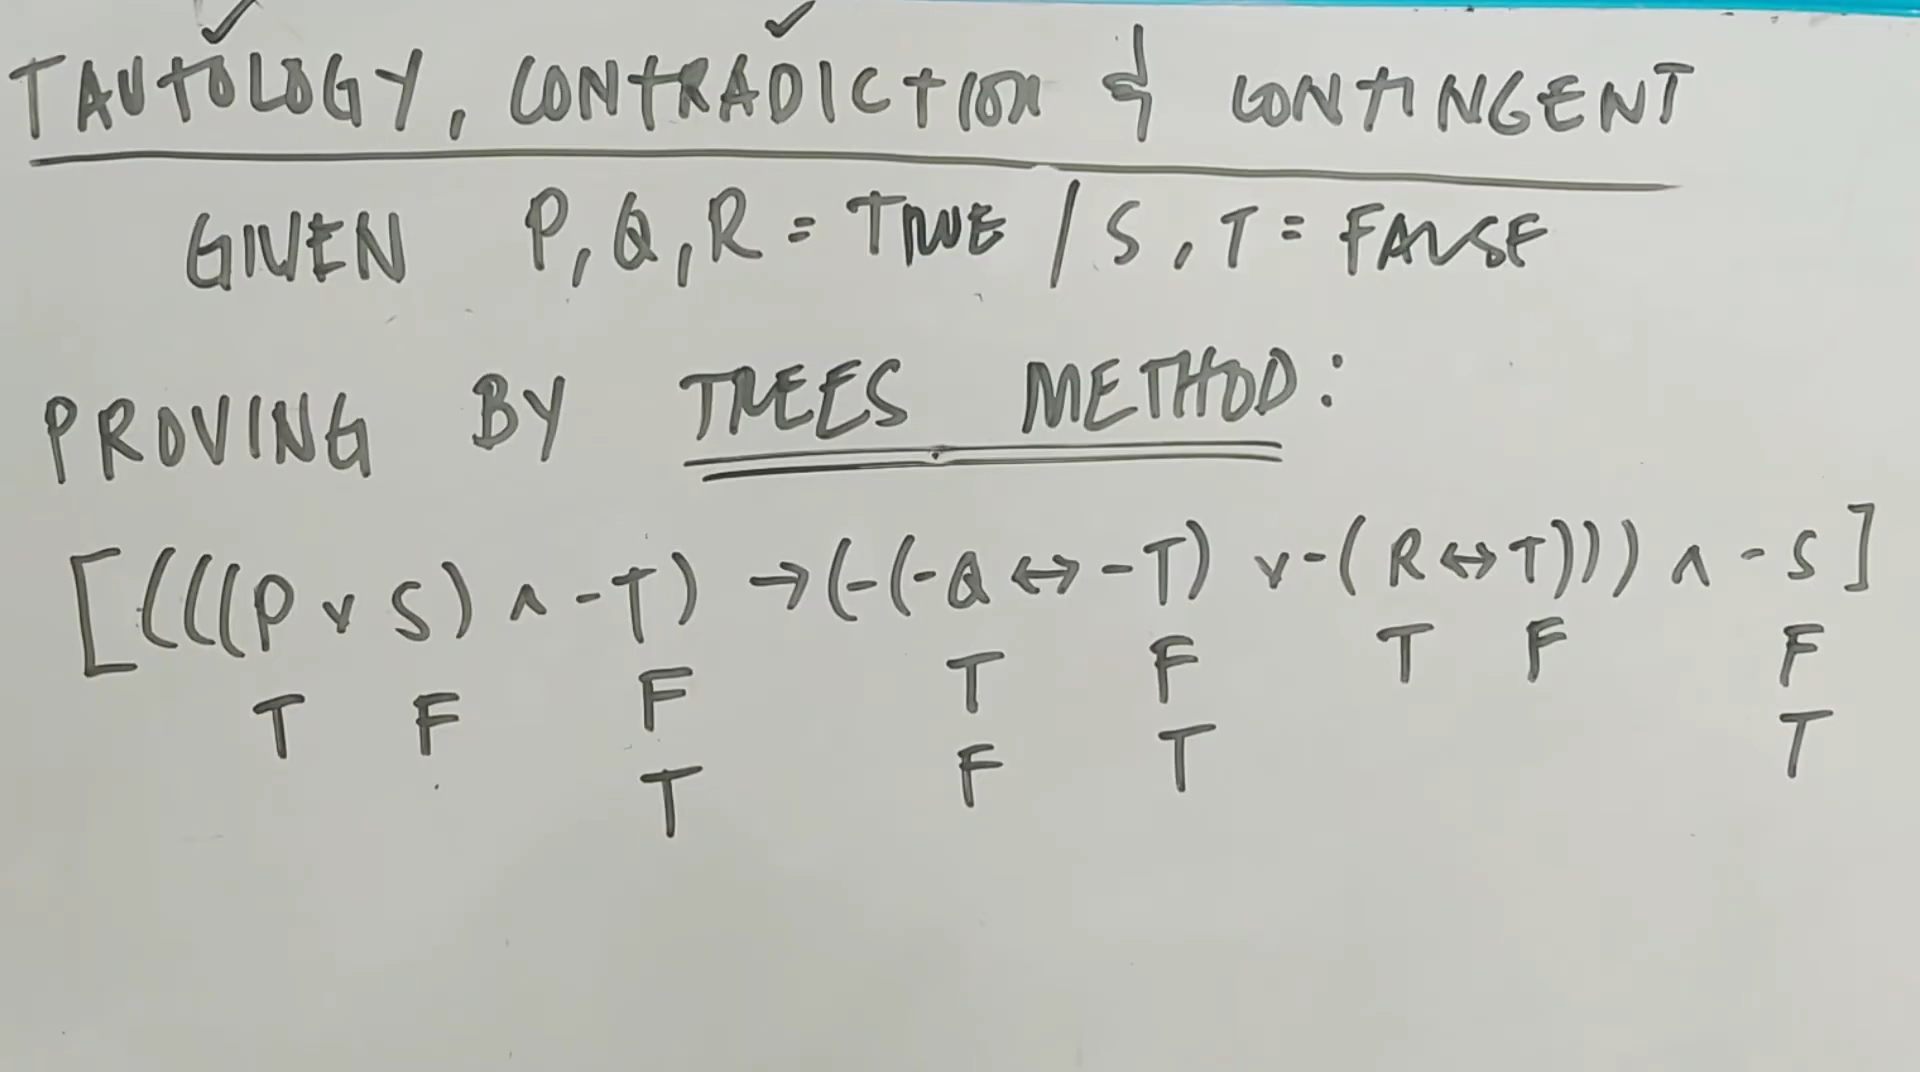 TAUTOLOGY, CONTRADICTION & CONTINGENT
GIVEN P, Q, R = TRUE / S, T = FALSE
PROVING BY TREES METHOD:
[(((P ∨ S) ∧ -T) → (-(-Q ↔ -T) ∨ -(R ↔ T))) ∧ -S]
T F F T F T F F
T F T T